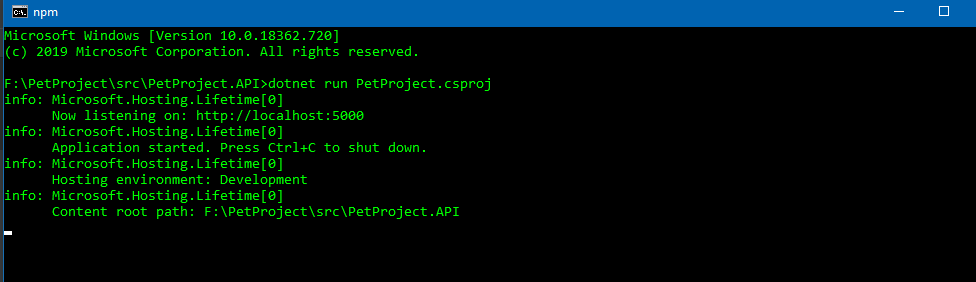 npm
Microsoft Windows [Version 10.0.18362.720]
(c) 2019 Microsoft Corporation. All rights reserved.
F:\PetProject\src\PetProject.API>dotnet run PetProject.csproj
info: Microsoft.Hosting.Lifetime[0]
Now listening on: http://localhost:5000
info: Microsoft.Hosting.Lifetime[0]
Application started. Press Ctrl+C to shut down.
info: Microsoft.Hosting.Lifetime[0]
Hosting environment: Development
info: Microsoft.Hosting.Lifetime[0]
Content root path: F:\PetProject\src\PetProject.API